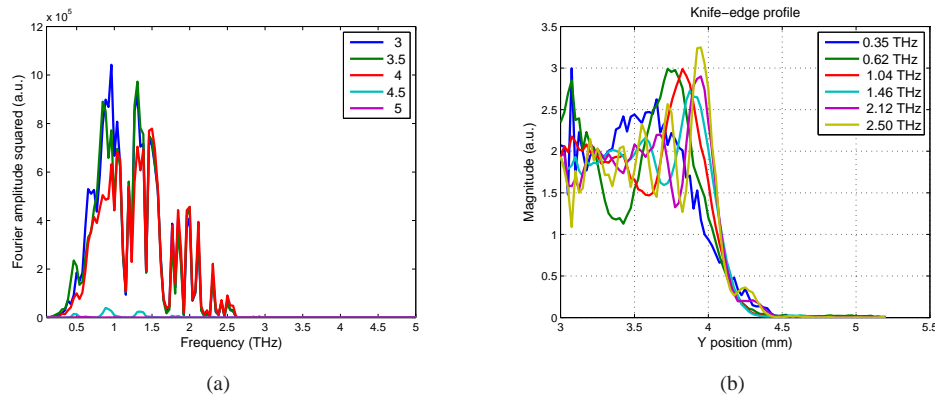 x 10⁵
12
10
8
6
4
2
0
0.5 1 1.5 2 2.5 3 3.5 4 4.5 5
Fourier amplitude squared (a.u.)
Frequency (THz)
3
3.5
4
4.5
5
(a)
Knife−edge profile
3.5
3
2.5
2
1.5
1
0.5
0
3 3.5 4 4.5 5 5.5
Magnitude (a.u.)
Y position (mm)
0.35 THz
0.62 THz
1.04 THz
1.46 THz
2.12 THz
2.50 THz
(b)